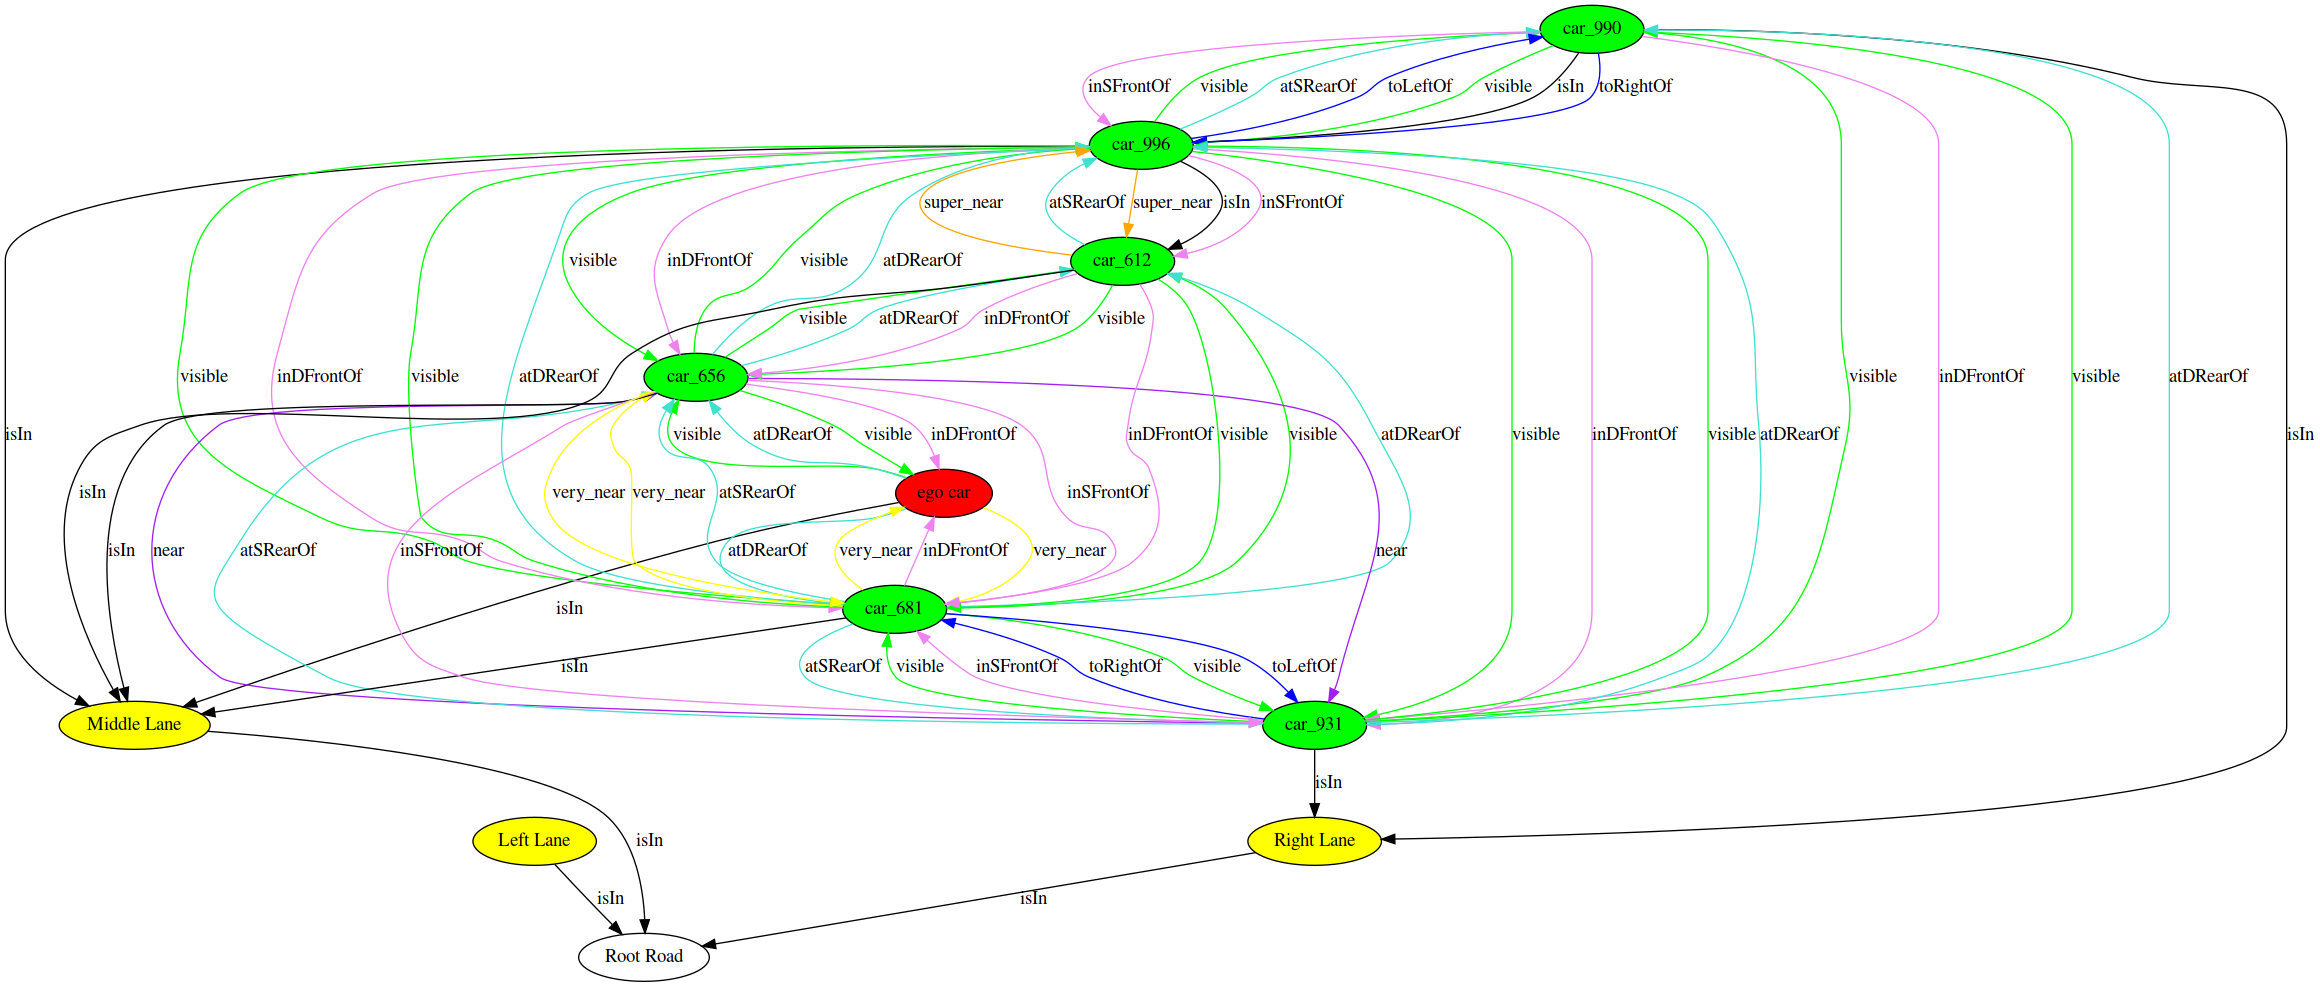 car_990
inSFrontOf visible atSRearOf toLeftOf visible isIn toRightOf
car_996
super_near atSRearOf super_near isIn inSFrontOf
visible inDFrontOf visible atDRearOf car_612
visible atDRearOf inDFrontOf visible
visible inDFrontOf visible atDRearOf car_656 visible inDFrontOf visible atDRearOf
isIn visible atDRearOf visible inDFrontOf inDFrontOf visible visible atDRearOf visible inDFrontOf visible atDRearOf isIn
isIn very_near very_near atSRearOf ego car inSFrontOf
isIn near atSRearOf inSFrontOf atDRearOf very_near inDFrontOf very_near near
isIn car_681
isIn atSRearOf visible inSFrontOf toRightOf visible toLeftOf
Middle Lane car_931
isIn
isIn Left Lane Right Lane
isIn isIn
Root Road